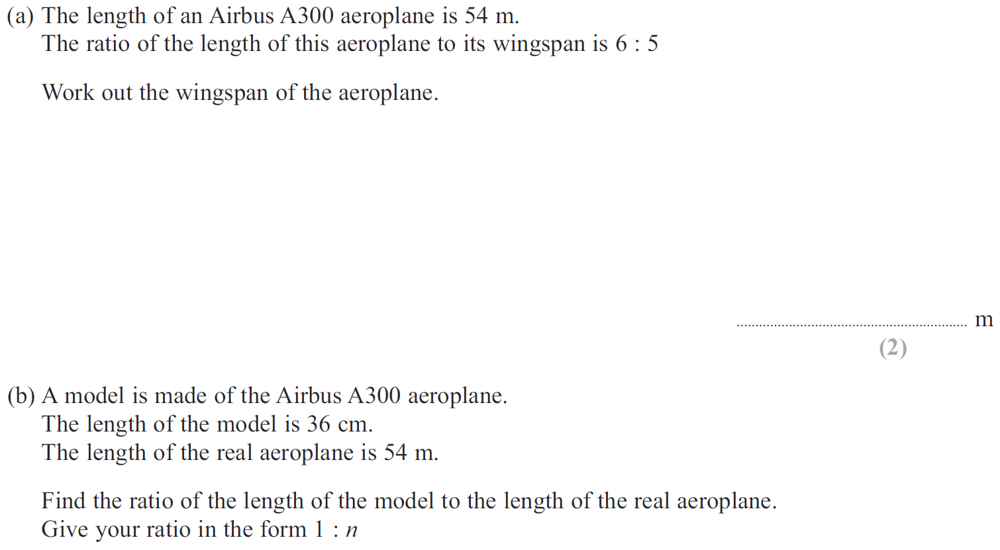 (a) The length of an Airbus A300 aeroplane is 54 m.
The ratio of the length of this aeroplane to its wingspan is 6 : 5
Work out the wingspan of the aeroplane.
............................................................... m
(2)
(b) A model is made of the Airbus A300 aeroplane.
The length of the model is 36 cm.
The length of the real aeroplane is 54 m.
Find the ratio of the length of the model to the length of the real aeroplane.
Give your ratio in the form 1 : n